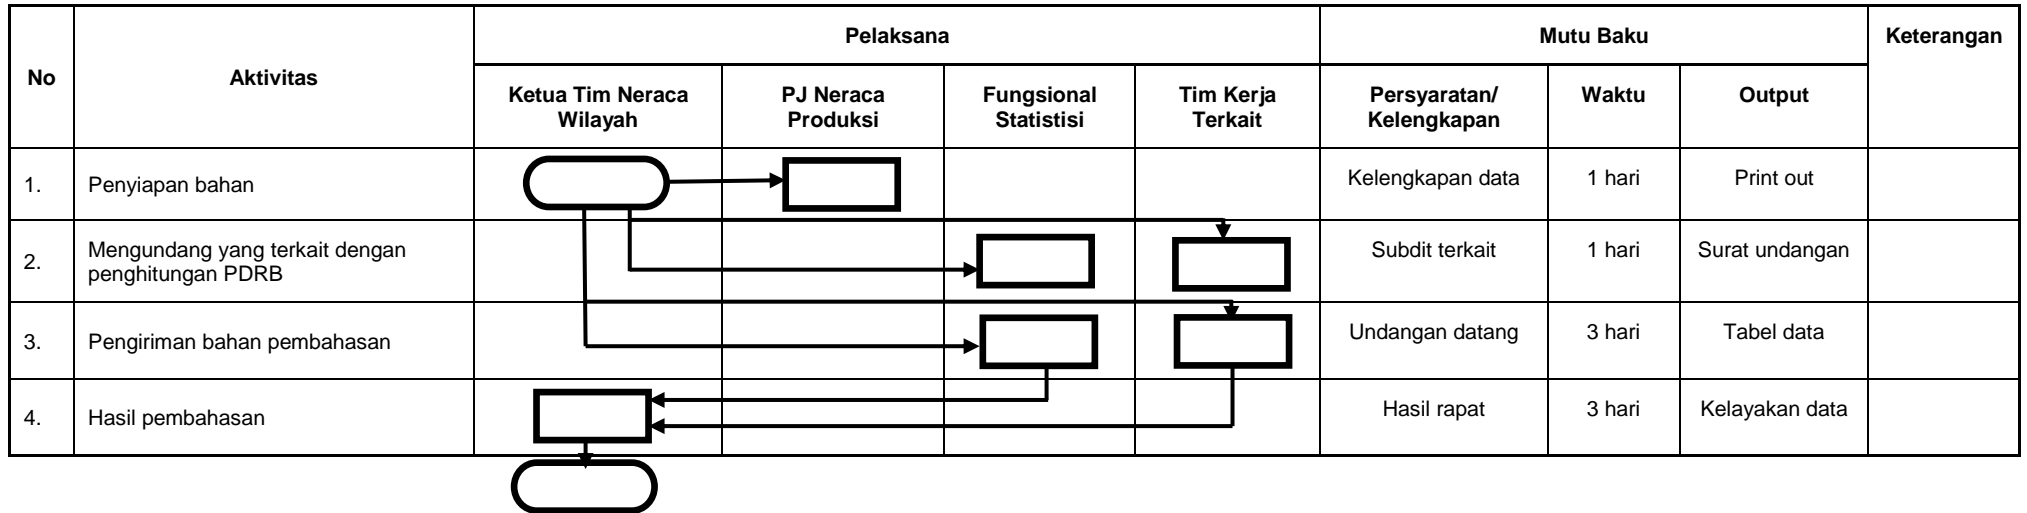 No
Aktivitas
Pelaksana
Mutu Baku
Keterangan
Ketua Tim Neraca
Wilayah
PJ Neraca
Produksi
Fungsional
Statistisi
Tim Kerja
Terkait
Persyaratan/
Kelengkapan
Waktu
Output
1.
Penyiapan bahan
Kelengkapan data
1 hari
Print out
2.
Mengundang yang terkait dengan
penghitungan PDRB
Subdit terkait
1 hari
Surat undangan
3.
Pengiriman bahan pembahasan
Undangan datang
3 hari
Tabel data
4.
Hasil pembahasan
Hasil rapat
3 hari
Kelayakan data